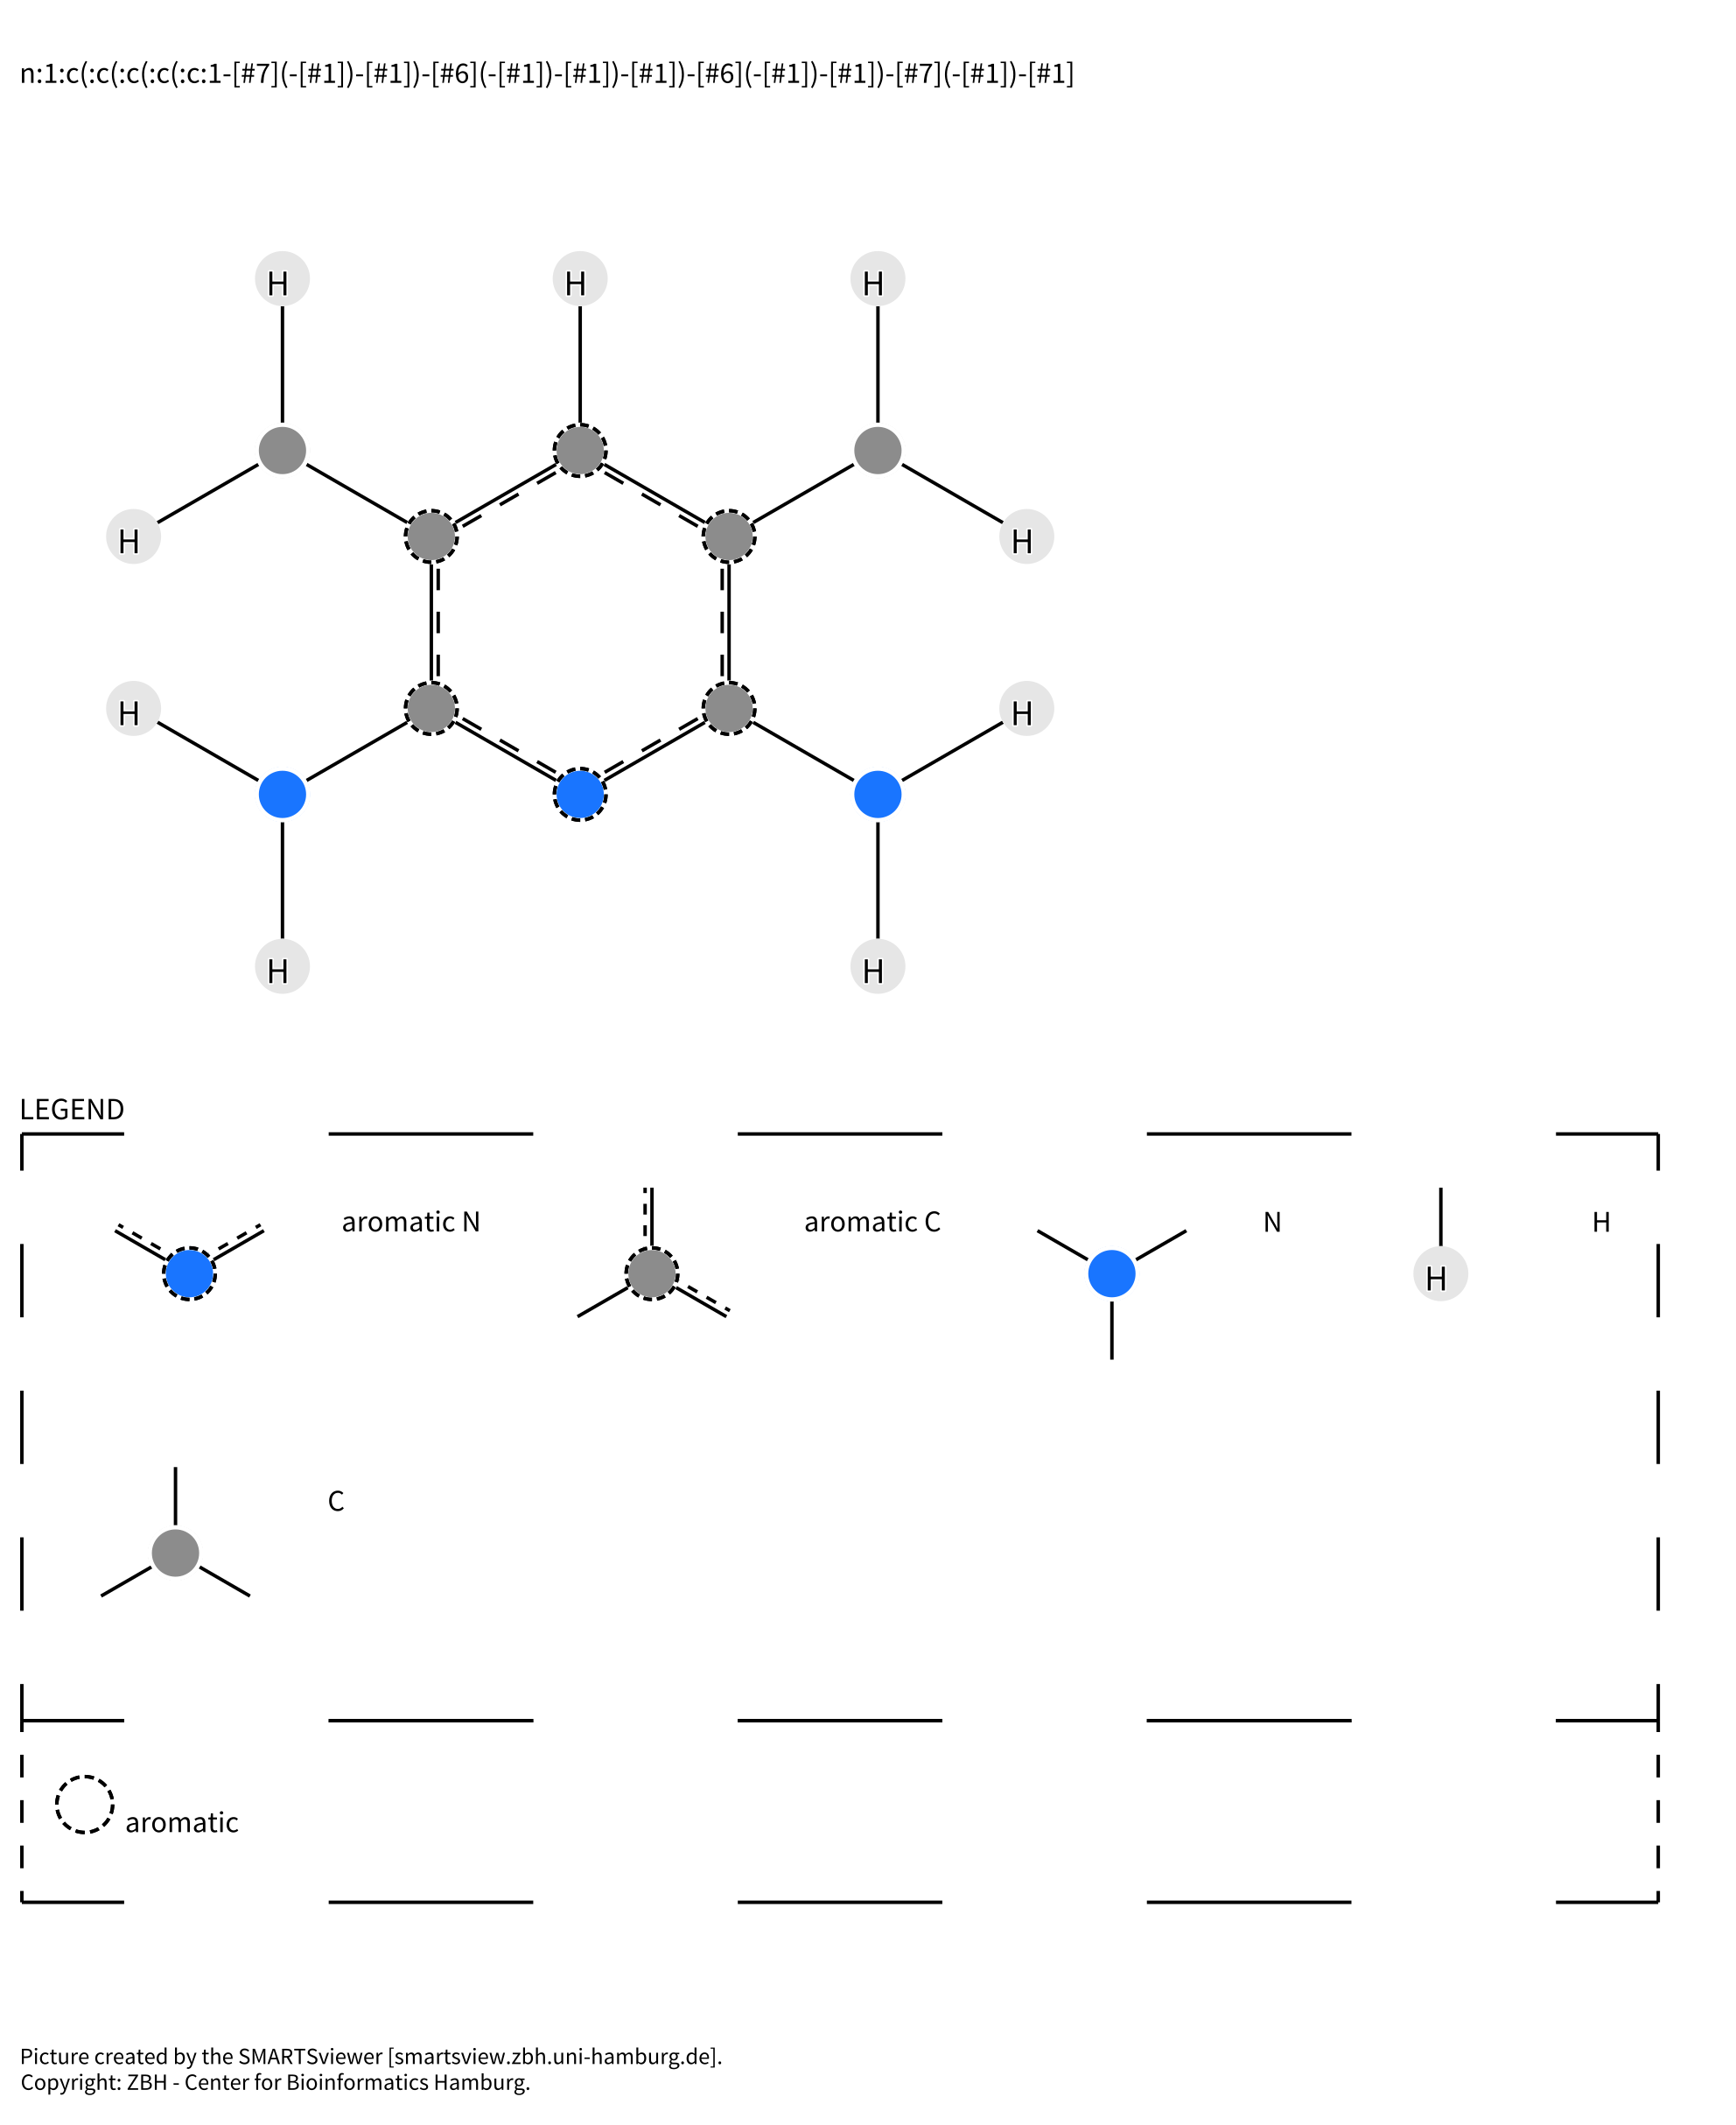 n:1:c(:c(:c(:c(:c:1-[#7](-[#1])-[#1])-[#6](-[#1])-[#1])-[#1])-[#6](-[#1])-[#1])-[#7](-[#1])-[#1]
H H H
H H
H H
H H
LEGEND
aromatic N aromatic C N H
H
C
aromatic
Picture created by the SMARTSviewer [smartsview.zbh.uni-hamburg.de].
Copyright: ZBH - Center for Bioinformatics Hamburg.